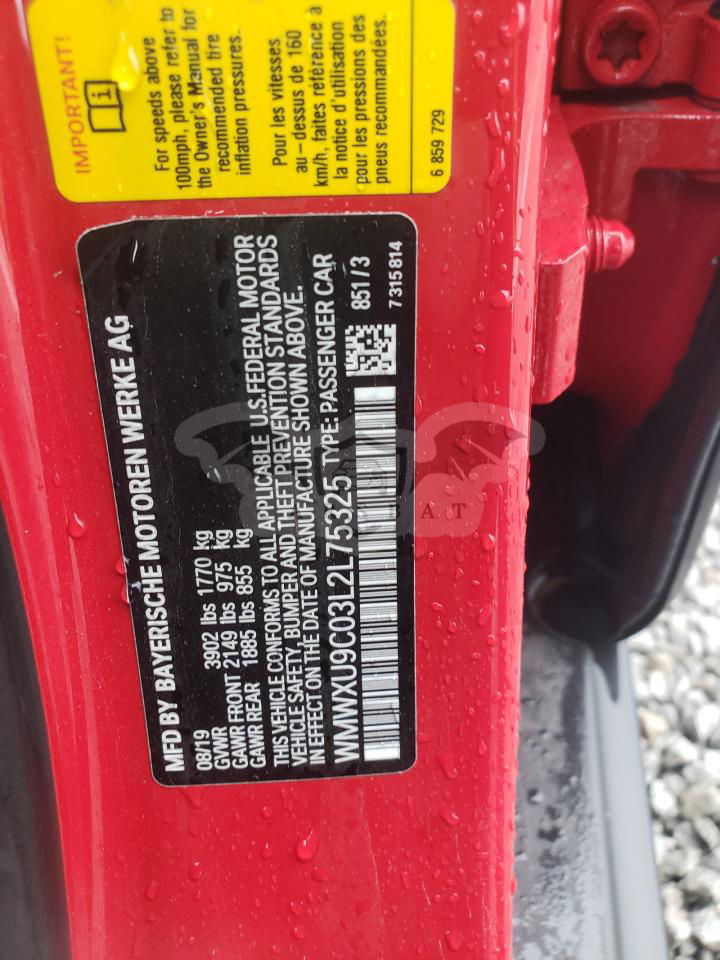 IMPORTANT!
For speeds above
100mph, please refer to
the Owner's Manual for
recommended tire
inflation pressures.
Pour les vitesses
au - dessus de 160
km/h, faites référence à
la notice d'utilisation
pour les pressions des
pneus recommandées.
6 859 729
MFD BY BAYERISCHE MOTOREN WERKE AG
08/19
GVWR 3902 lbs 1770 kg
GAWR FRONT 2149 lbs 975 kg
GAWR REAR 1885 lbs 855 kg
THIS VEHICLE CONFORMS TO ALL APPLICABLE U.S.FEDERAL MOTOR
VEHICLE SAFETY, BUMPER AND THEFT PREVENTION STANDARDS
IN EFFECT ON THE DATE OF MANUFACTURE SHOWN ABOVE.
WMWXU9C03L2L75325 TYPE: PASSENGER CAR
851 / 3
7315814
BAT